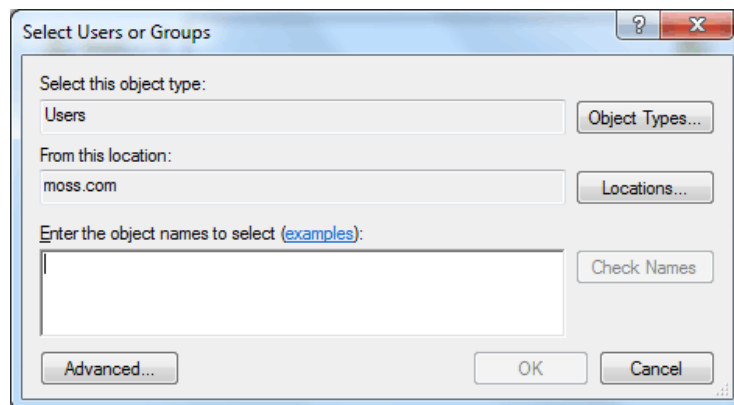 Select Users or Groups
Select this object type:
Users
Object Types...
From this location:
moss.com
Locations...
Enter the object names to select (examples):
Check Names
Advanced...
OK
Cancel